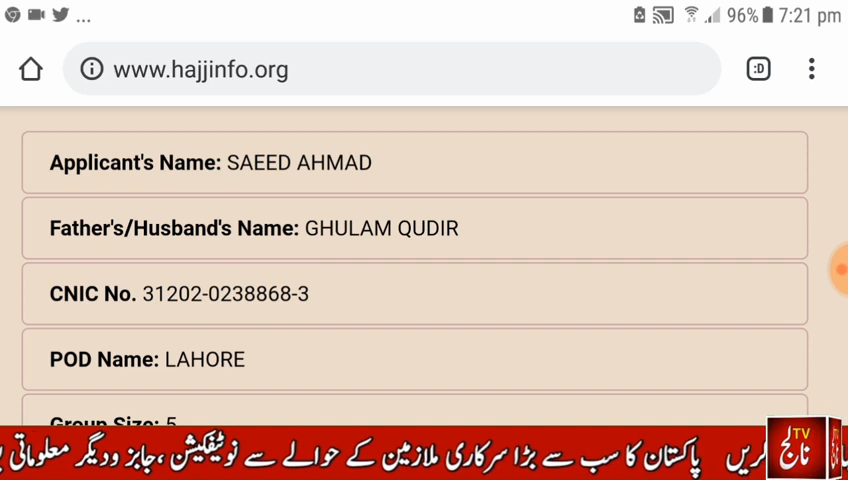 ... 96% 7:21 pm
www.hajjinfo.org :D
Applicant's Name: SAEED AHMAD
Father's/Husband's Name: GHULAM QUDIR
CNIC No. 31202-0238868-3
POD Name: LAHORE
Group Size: 5
کریں پاکستان کا سب سے بڑا سرکاری ملازمین کے حوالے سے نوٹیفکیشن ،جابز ودیگر معلوماتی
TV
نالج